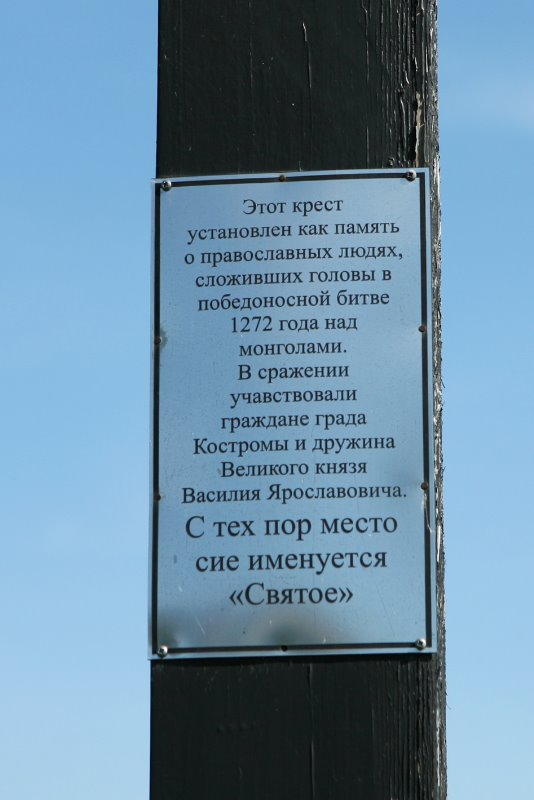 Этот крест
установлен как память
о православных людях,
сложивших головы в
победоносной битве
1272 года над
монголами.
В сражении
учавствовали
граждане града
Костромы и дружина
Великого князя
Василия Ярославовича.
С тех пор место
сие именуется
«Святое»